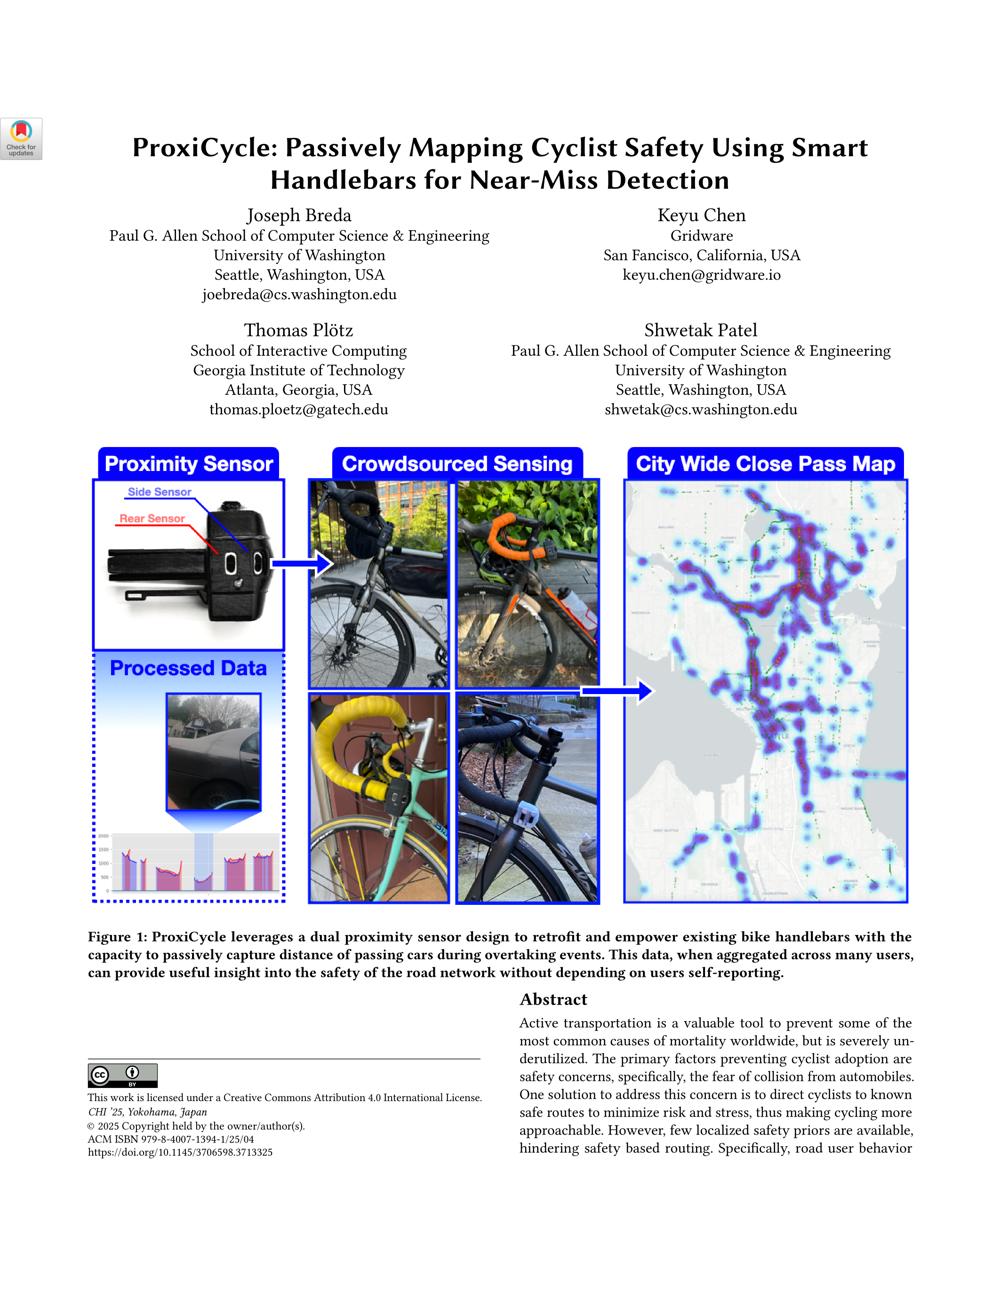 Check for
updates
ProxiCycle: Passively Mapping Cyclist Safety Using Smart
Handlebars for Near-Miss Detection
Joseph Breda
Paul G. Allen School of Computer Science & Engineering
University of Washington
Seattle, Washington, USA
joebreda@cs.washington.edu
Keyu Chen
Gridware
San Fancisco, California, USA
keyu.chen@gridware.io
Thomas Plötz
School of Interactive Computing
Georgia Institute of Technology
Atlanta, Georgia, USA
thomas.ploetz@gatech.edu
Shwetak Patel
Paul G. Allen School of Computer Science & Engineering
University of Washington
Seattle, Washington, USA
shwetak@cs.washington.edu
Proximity Sensor
Side Sensor
Rear Sensor
Processed Data
Crowdsourced Sensing
City Wide Close Pass Map
Figure 1: ProxiCycle leverages a dual proximity sensor design to retrofit and empower existing bike handlebars with the
capacity to passively capture distance of passing cars during overtaking events. This data, when aggregated across many users,
can provide useful insight into the safety of the road network without depending on users self-reporting.
CC BY
This work is licensed under a Creative Commons Attribution 4.0 International License.
CHI '25, Yokohama, Japan
© 2025 Copyright held by the owner/author(s).
ACM ISBN 979-8-4007-1394-1/25/04
https://doi.org/10.1145/3706598.3713325
Abstract
Active transportation is a valuable tool to prevent some of the
most common causes of mortality worldwide, but is severely un-
derutilized. The primary factors preventing cyclist adoption are
safety concerns, specifically, the fear of collision from automobiles.
One solution to address this concern is to direct cyclists to known
safe routes to minimize risk and stress, thus making cycling more
approachable. However, few localized safety priors are available,
hindering safety based routing. Specifically, road user behavior